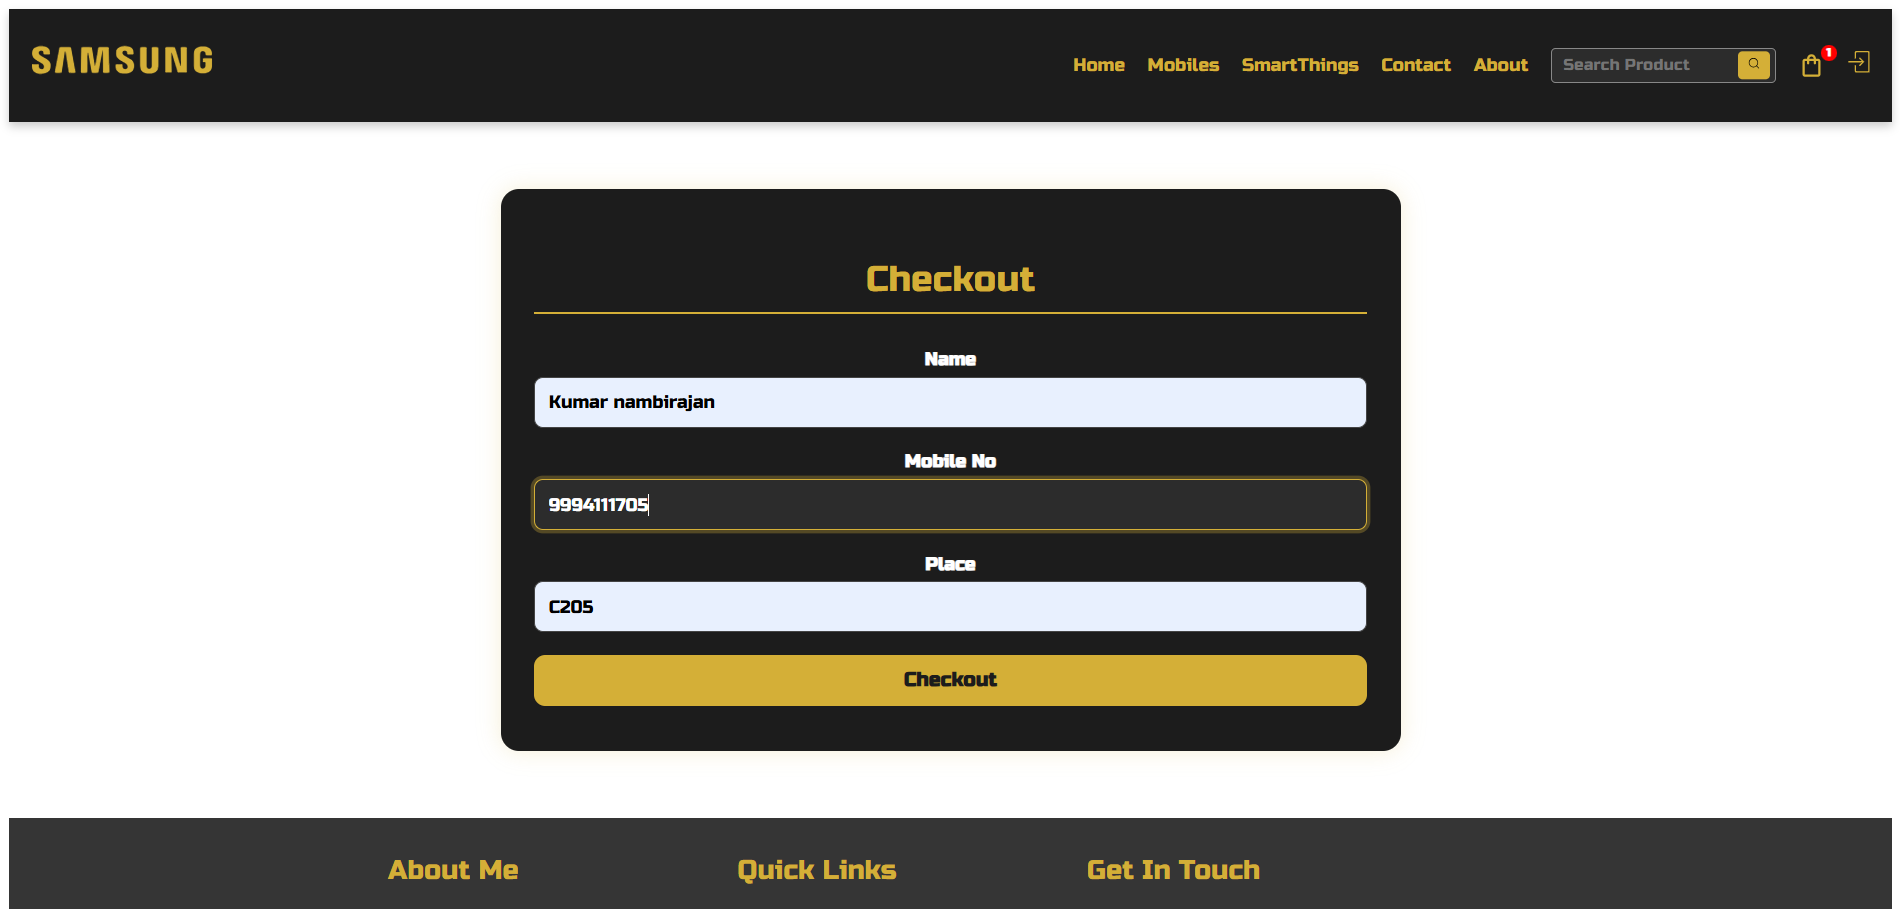 SAMSUNG
Home Mobiles SmartThings Contact About Search Product 1
Checkout
Name
Kumar nambirajan
Mobile No
9994111705
Place
C205
Checkout
About Me Quick Links Get In Touch